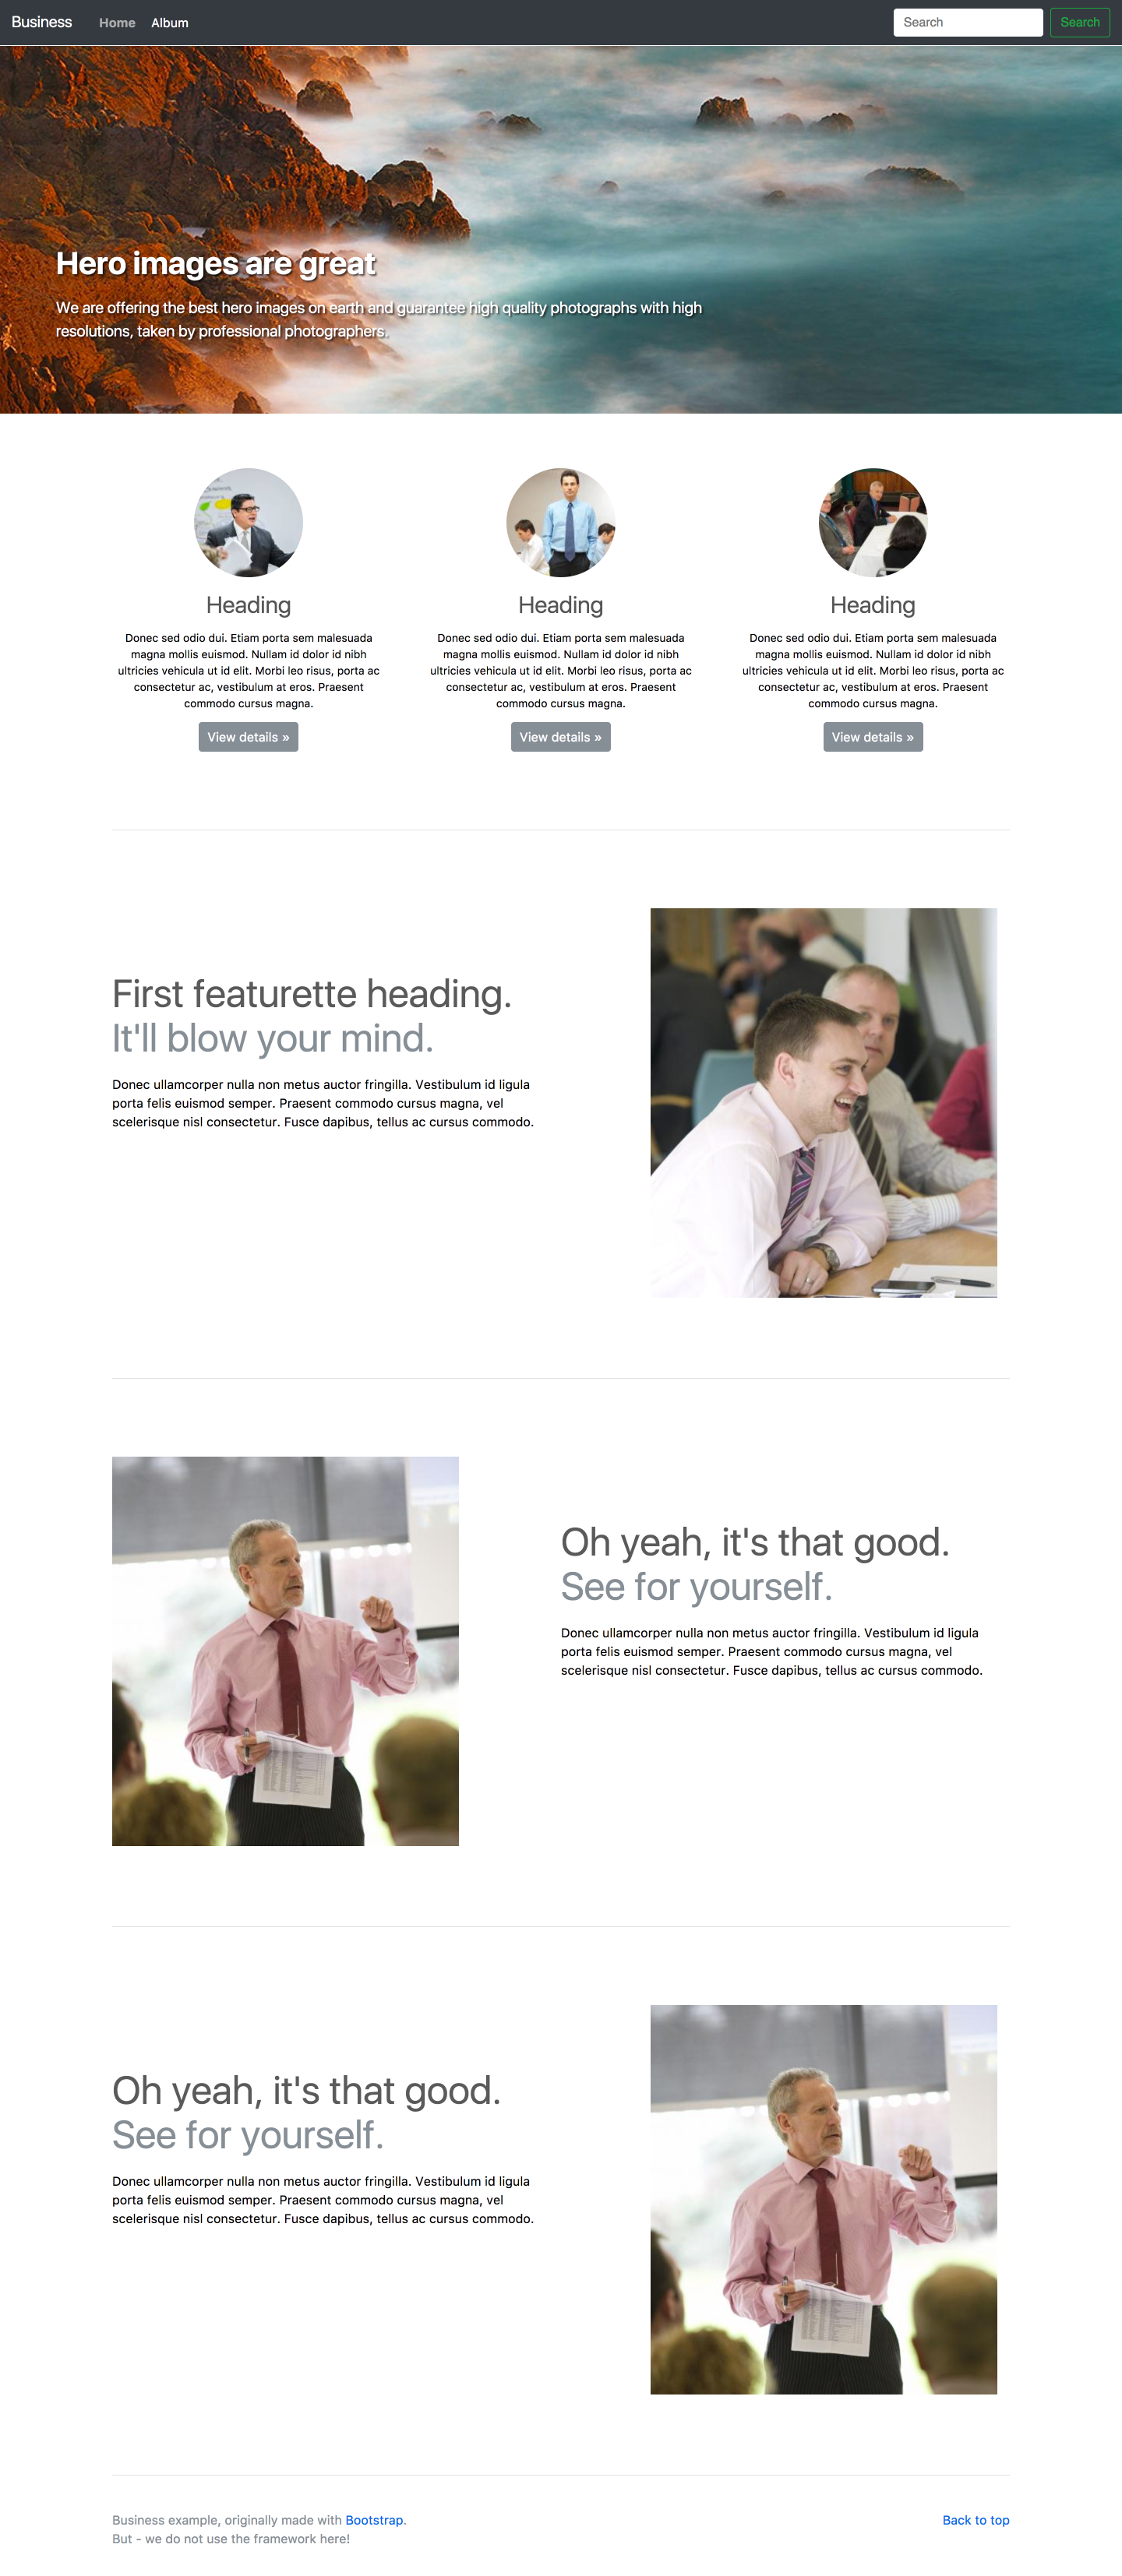 Business Home Album Search Search
Hero images are great
We are offering the best hero images on earth and guarantee high quality photographs with high
resolutions, taken by professional photographers.
Heading
Donec sed odio dui. Etiam porta sem malesuada
magna mollis euismod. Nullam id dolor id nibh
ultricies vehicula ut id elit. Morbi leo risus, porta ac
consectetur ac, vestibulum at eros. Praesent
commodo cursus magna.
View details »
Heading
Donec sed odio dui. Etiam porta sem malesuada
magna mollis euismod. Nullam id dolor id nibh
ultricies vehicula ut id elit. Morbi leo risus, porta ac
consectetur ac, vestibulum at eros. Praesent
commodo cursus magna.
View details »
Heading
Donec sed odio dui. Etiam porta sem malesuada
magna mollis euismod. Nullam id dolor id nibh
ultricies vehicula ut id elit. Morbi leo risus, porta ac
consectetur ac, vestibulum at eros. Praesent
commodo cursus magna.
View details »
First featurette heading.
It'll blow your mind.
Donec ullamcorper nulla non metus auctor fringilla. Vestibulum id ligula
porta felis euismod semper. Praesent commodo cursus magna, vel
scelerisque nisl consectetur. Fusce dapibus, tellus ac cursus commodo.
Oh yeah, it's that good.
See for yourself.
Donec ullamcorper nulla non metus auctor fringilla. Vestibulum id ligula
porta felis euismod semper. Praesent commodo cursus magna, vel
scelerisque nisl consectetur. Fusce dapibus, tellus ac cursus commodo.
Oh yeah, it's that good.
See for yourself.
Donec ullamcorper nulla non metus auctor fringilla. Vestibulum id ligula
porta felis euismod semper. Praesent commodo cursus magna, vel
scelerisque nisl consectetur. Fusce dapibus, tellus ac cursus commodo.
Business example, originally made with Bootstrap.
But - we do not use the framework here!
Back to top